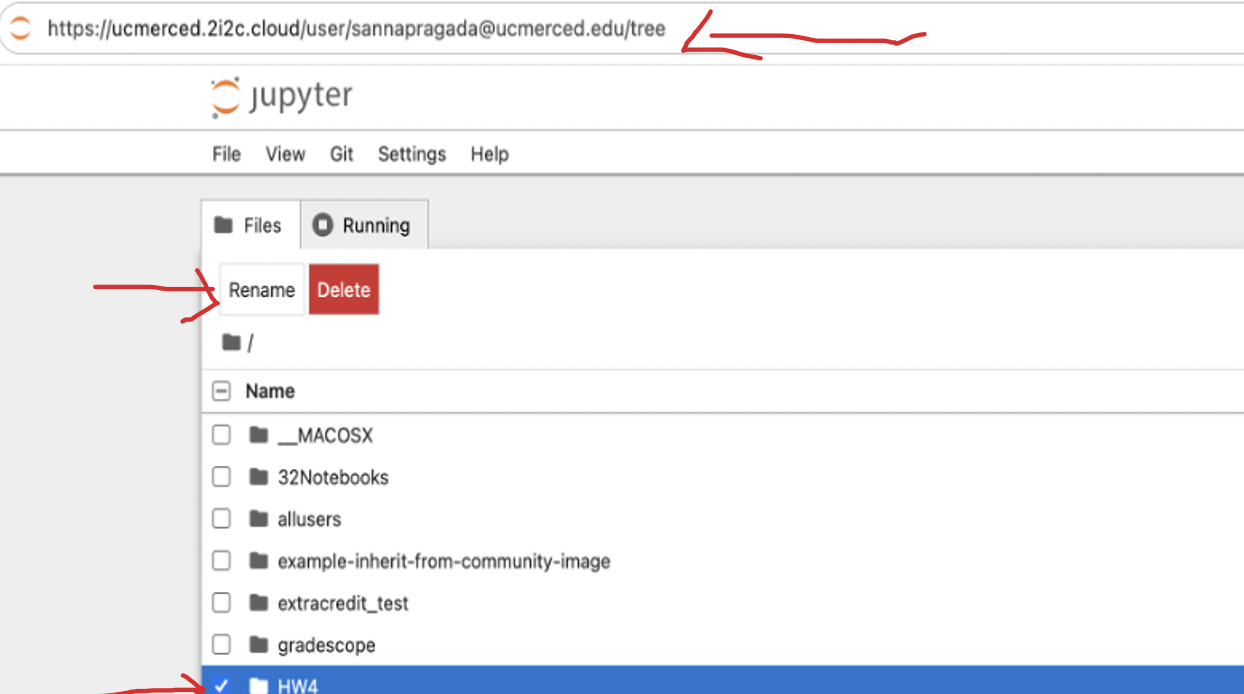 https://ucmerced.2i2c.cloud/user/sannapragada@ucmerced.edu/tree
jupyter
File View Git Settings Help
Files Running
Rename Delete
/
Name
__MACOSX
32Notebooks
allusers
example-inherit-from-community-image
extracredit_test
gradescope
HW4